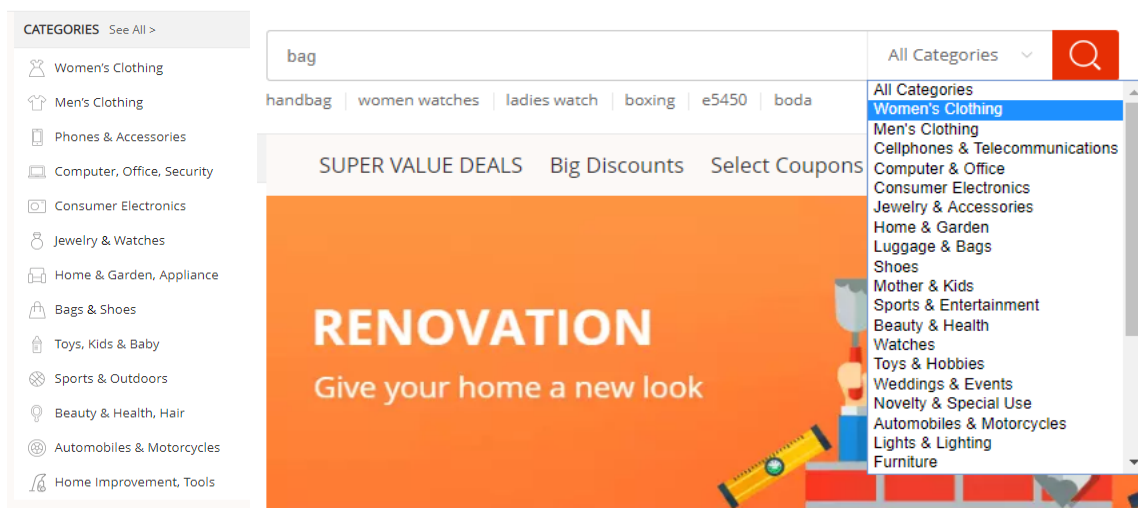 CATEGORIES See All >
Women's Clothing
Men's Clothing
Phones & Accessories
Computer, Office, Security
Consumer Electronics
Jewelry & Watches
Home & Garden, Appliance
Bags & Shoes
Toys, Kids & Baby
Sports & Outdoors
Beauty & Health, Hair
Automobiles & Motorcycles
Home Improvement, Tools
bag
All Categories
handbag women watches ladies watch boxing e5450 boda
SUPER VALUE DEALS Big Discounts Select Coupons
RENOVATION
Give your home a new look
All Categories
Women's Clothing
Men's Clothing
Cellphones & Telecommunications
Computer & Office
Consumer Electronics
Jewelry & Accessories
Home & Garden
Luggage & Bags
Shoes
Mother & Kids
Sports & Entertainment
Beauty & Health
Watches
Toys & Hobbies
Weddings & Events
Novelty & Special Use
Automobiles & Motorcycles
Lights & Lighting
Furniture